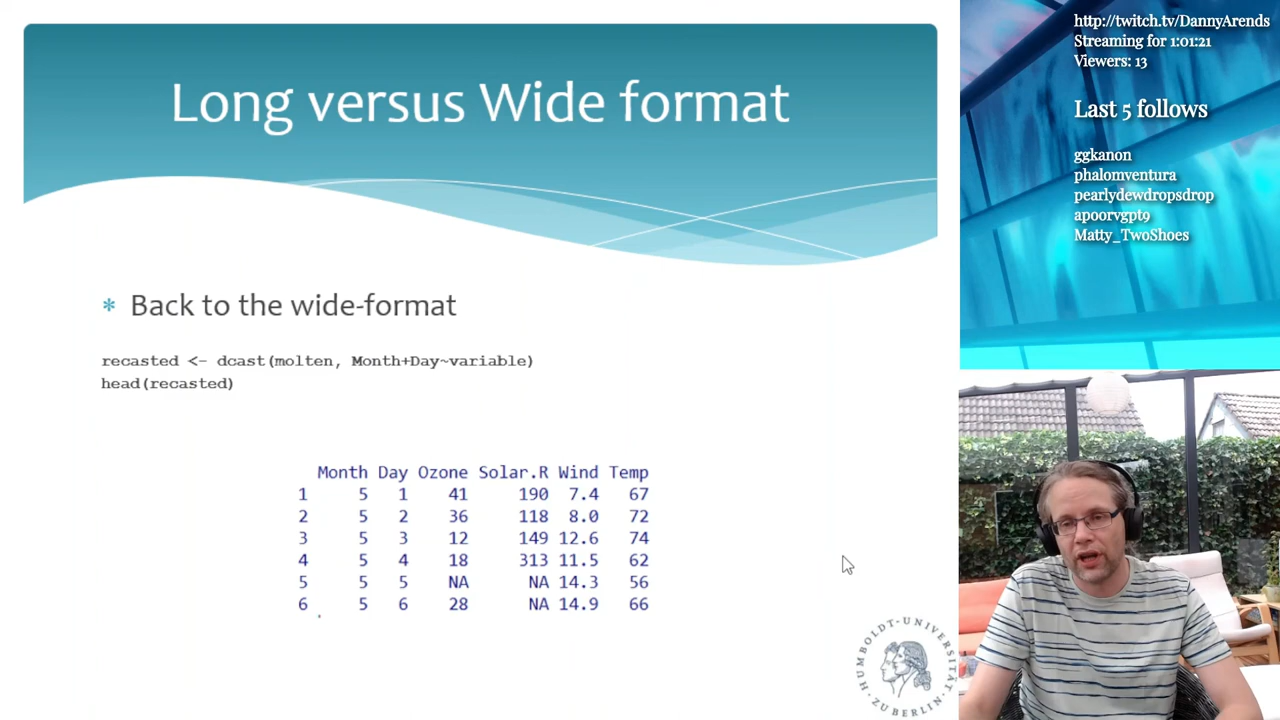 Long versus Wide format
* Back to the wide-format
recasted <- dcast(molten, Month+Day~variable)
head(recasted)
Month Day Ozone Solar.R Wind Temp
1 5 1 41 190 7.4 67
2 5 2 36 118 8.0 72
3 5 3 12 149 12.6 74
4 5 4 18 313 11.5 62
5 5 5 NA NA 14.3 56
6 5 6 28 NA 14.9 66
HUMBOLDT-UNIVERSITÄT ZU BERLIN
http://twitch.tv/DannyArends
Streaming for 1:01:21
Viewers: 13
Last 5 follows
ggkanon
phalomventura
pearlydewdropsdrop
apoorvgpt9
Matty_TwoShoes